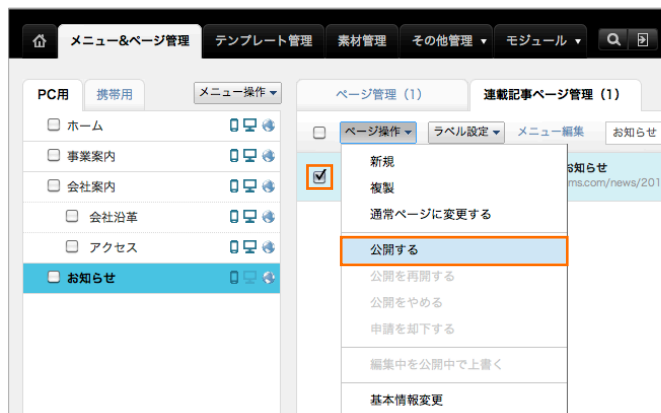 メニュー&ページ管理 テンプレート管理 素材管理 その他管理 ▼ モジュール ▼
PC用 携帯用 メニュー操作▼ ページ管理（1） 連載記事ページ管理（1）
ページ操作▼ ラベル設定▼ メニュー編集 お知らせ
ホーム
事業案内
会社案内
会社沿革
アクセス
お知らせ
お知らせ
ms.com/news/201
新規
複製
通常ページに変更する
公開する
公開を再開する
公開をやめる
申請を却下する
編集中を公開中で上書く
基本情報変更